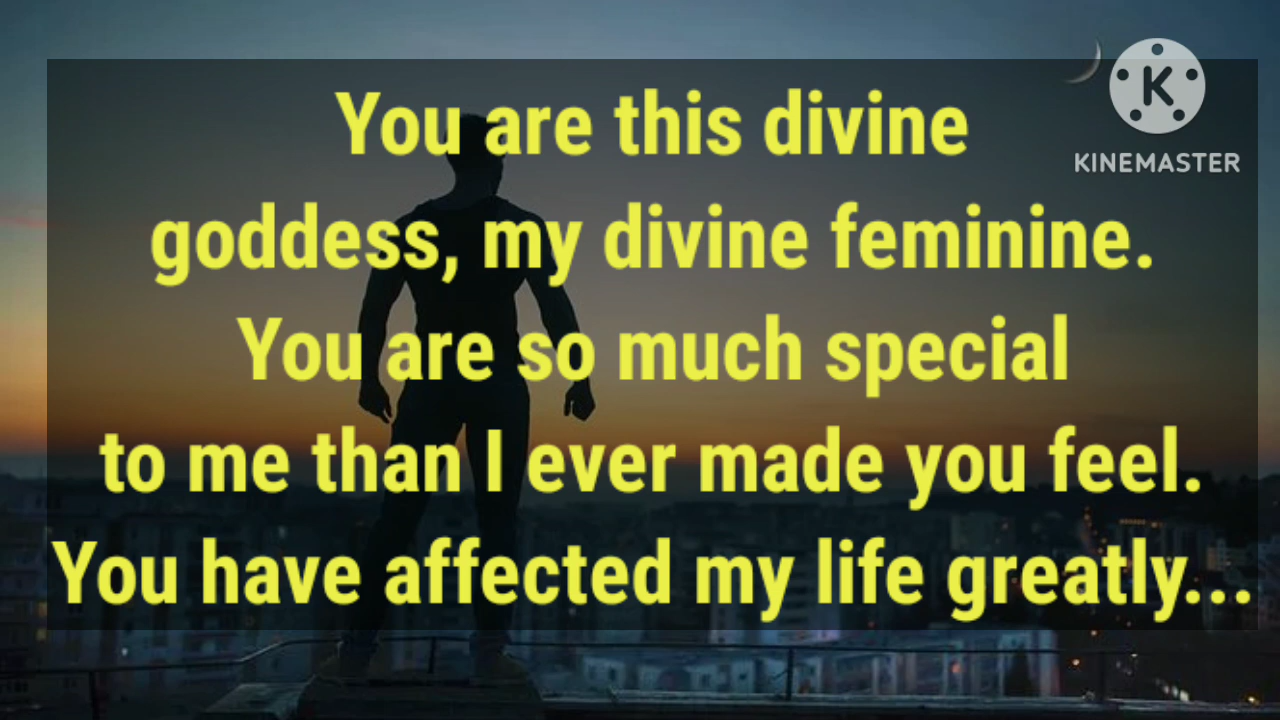 You are this divine
goddess, my divine feminine.
You are so much special
to me than I ever made you feel.
You have affected my life greatly...
K
KINEMASTER